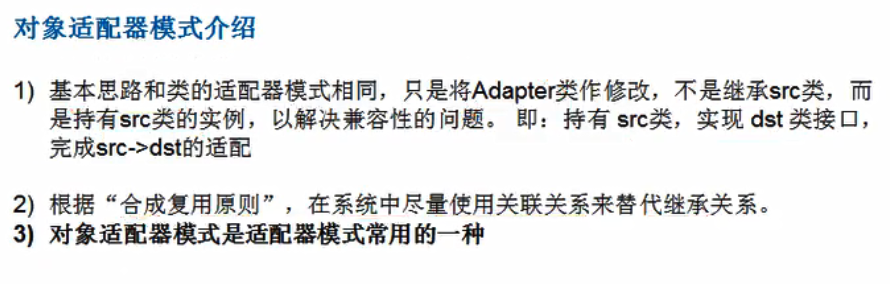 对象适配器模式介绍
1) 基本思路和类的适配器模式相同，只是将Adapter类作修改，不是继承src类，而
是持有src类的实例，以解决兼容性的问题。 即：持有 src类，实现 dst 类接口，
完成src->dst的适配
2) 根据“合成复用原则”，在系统中尽量使用关联关系来替代继承关系。
3) 对象适配器模式是适配器模式常用的一种